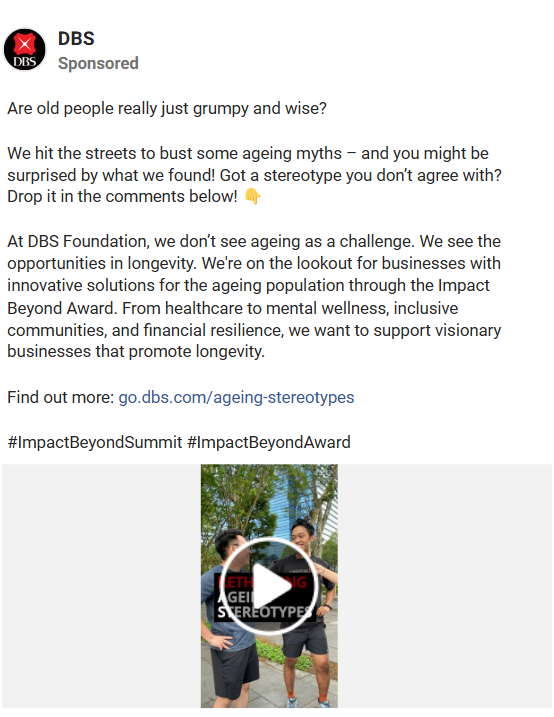 DBS
DBS
Sponsored
Are old people really just grumpy and wise?
We hit the streets to bust some ageing myths – and you might be
surprised by what we found! Got a stereotype you don’t agree with?
Drop it in the comments below! 👇
At DBS Foundation, we don’t see ageing as a challenge. We see the
opportunities in longevity. We're on the lookout for businesses with
innovative solutions for the ageing population through the Impact
Beyond Award. From healthcare to mental wellness, inclusive
communities, and financial resilience, we want to support visionary
businesses that promote longevity.
Find out more: go.dbs.com/ageing-stereotypes
#ImpactBeyondSummit #ImpactBeyondAward
STEREOTYPES